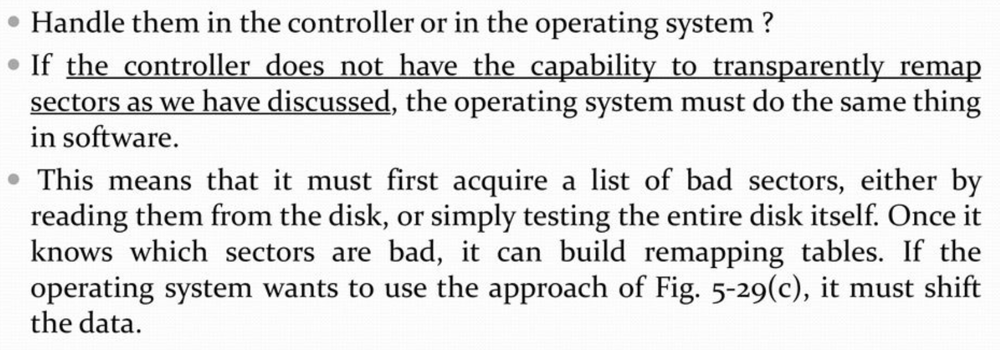 • Handle them in the controller or in the operating system ?
• If the controller does not have the capability to transparently remap
sectors as we have discussed, the operating system must do the same thing
in software.
• This means that it must first acquire a list of bad sectors, either by
reading them from the disk, or simply testing the entire disk itself. Once it
knows which sectors are bad, it can build remapping tables. If the
operating system wants to use the approach of Fig. 5-29(c), it must shift
the data.